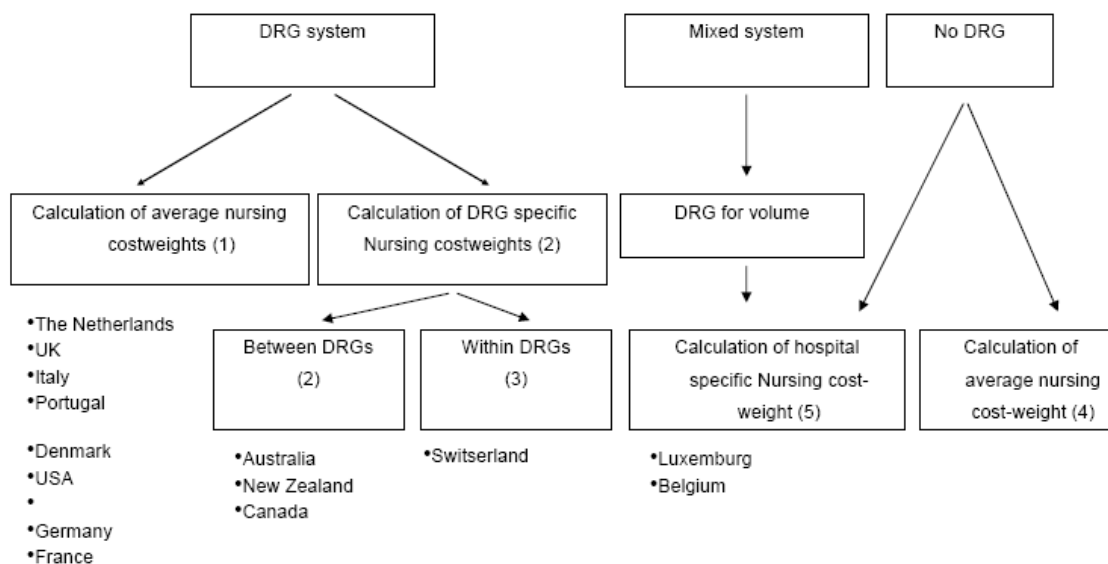 DRG system
Mixed system
No DRG
Calculation of average nursing
costweights (1)
Calculation of DRG specific
Nursing costweights (2)
DRG for volume
•The Netherlands
•UK
•Italy
•Portugal
•Denmark
•USA
•
•Germany
•France
Between DRGs
(2)
Within DRGs
(3)
Calculation of hospital
specific Nursing cost-
weight (5)
Calculation of
average nursing
cost-weight (4)
•Australia
•New Zealand
•Canada
•Switserland
•Luxemburg
•Belgium